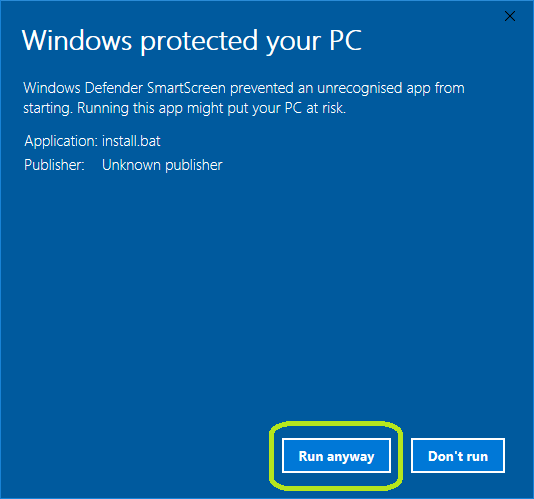 Windows protected your PC
Windows Defender SmartScreen prevented an unrecognised app from
starting. Running this app might put your PC at risk.
Application: install.bat
Publisher: Unknown publisher
Run anyway Don't run